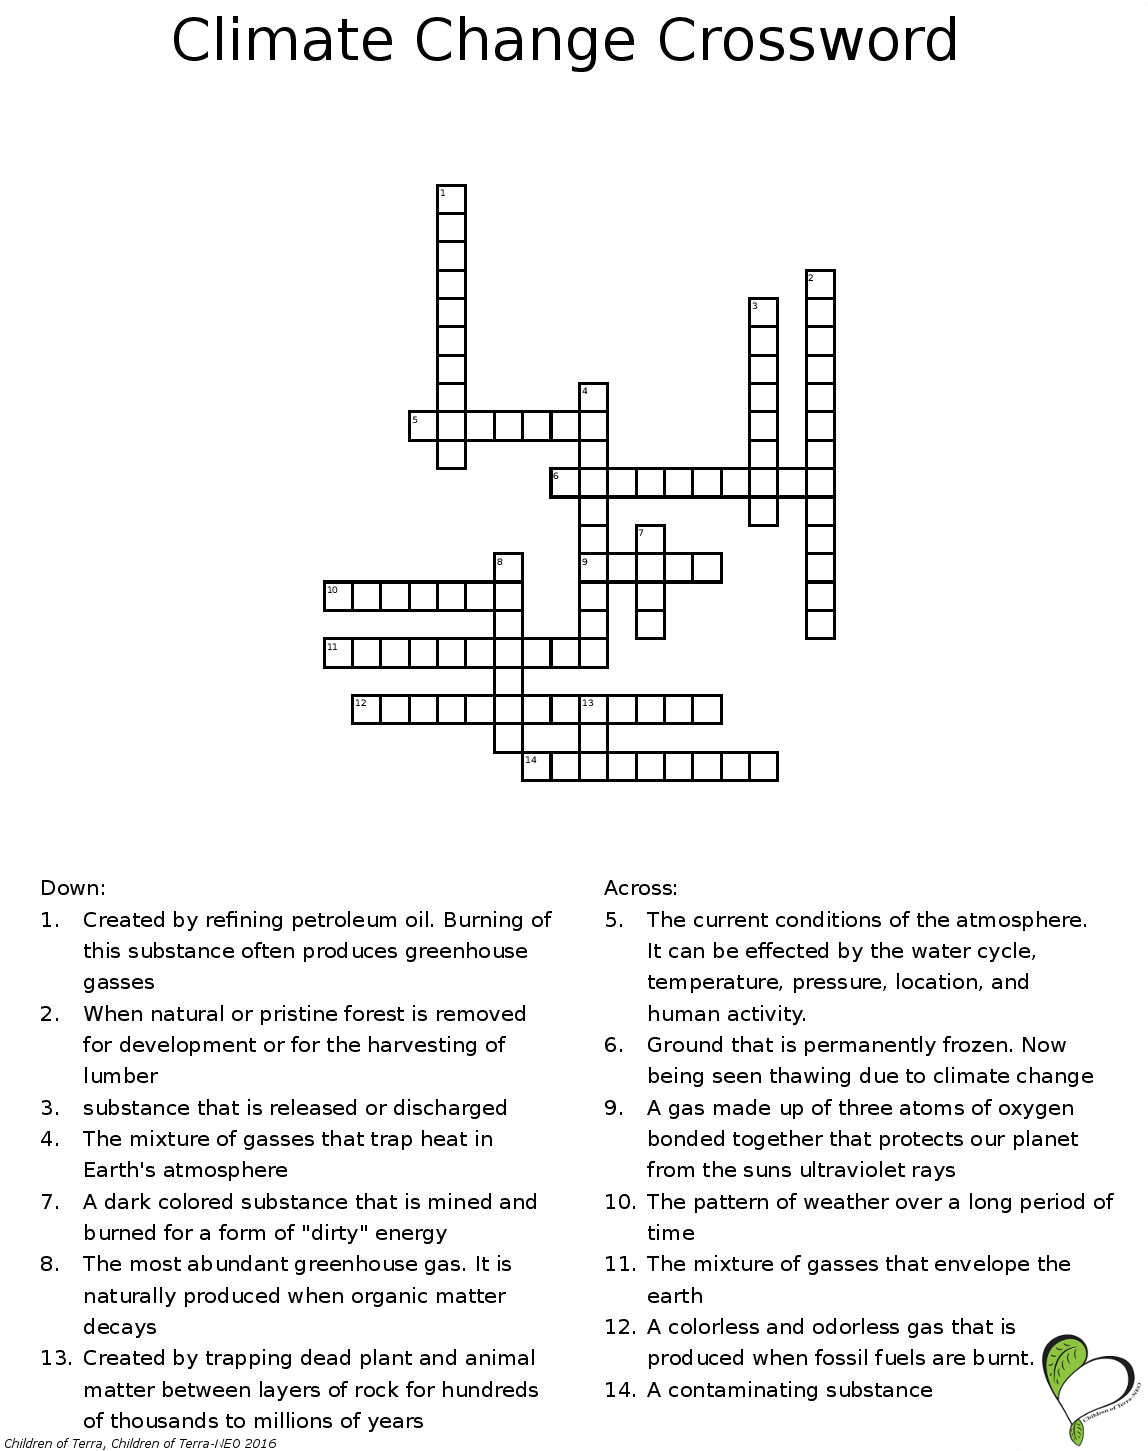 Climate Change Crossword
1
2
3
4
5
6
7
8
9
10
11
12
13
14
Down:
1. Created by refining petroleum oil. Burning of
this substance often produces greenhouse
gasses
2. When natural or pristine forest is removed
for development or for the harvesting of
lumber
3. substance that is released or discharged
4. The mixture of gasses that trap heat in
Earth's atmosphere
7. A dark colored substance that is mined and
burned for a form of "dirty" energy
8. The most abundant greenhouse gas. It is
naturally produced when organic matter
decays
13. Created by trapping dead plant and animal
matter between layers of rock for hundreds
of thousands to millions of years
Across:
5. The current conditions of the atmosphere.
It can be effected by the water cycle,
temperature, pressure, location, and
human activity.
6. Ground that is permanently frozen. Now
being seen thawing due to climate change
9. A gas made up of three atoms of oxygen
bonded together that protects our planet
from the suns ultraviolet rays
10. The pattern of weather over a long period of
time
11. The mixture of gasses that envelope the
earth
12. A colorless and odorless gas that is
produced when fossil fuels are burnt.
14. A contaminating substance
Children of Terra-NEO
Children of Terra, Children of Terra-NEO 2016